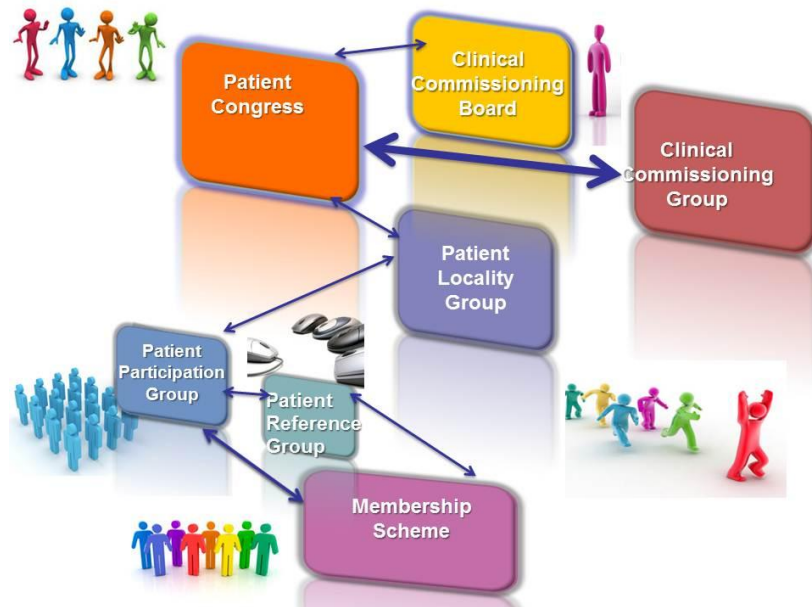 Patient
Congress
Clinical
Commissioning
Board
Clinical
Commissioning
Group
Patient
Locality
Group
Patient
Participation
Group
Patient
Reference
Group
Membership
Scheme